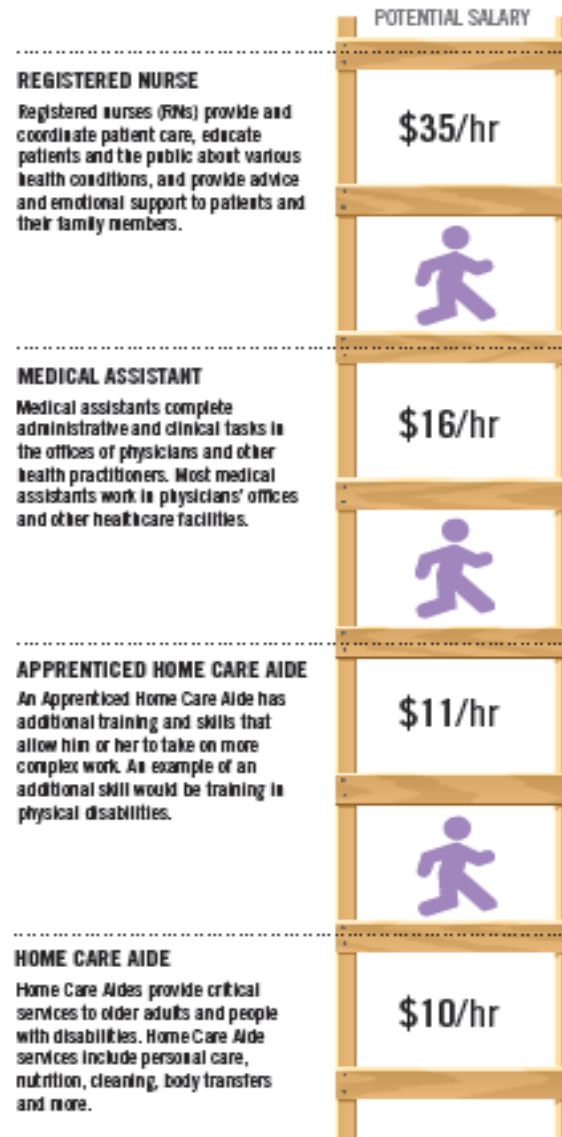 POTENTIAL SALARY
REGISTERED NURSE
Registered nurses (RNs) provide and
coordinate patient care, educate
patients and the public about various
health conditions, and provide advice
and emotional support to patients and
their family members.
$35/hr
MEDICAL ASSISTANT
Medical assistants complete
administrative and clinical tasks in
the offices of physicians and other
health practitioners. Most medical
assistants work in physicians' offices
and other healthcare facilities.
$16/hr
APPRENTICED HOME CARE AIDE
An Apprenticed Home Care Aide has
additional training and skills that
allow him or her to take on more
complex work. An example of an
additional skill would be training in
physical disabilities.
$11/hr
HOME CARE AIDE
Home Care Aides provide critical
services to older adults and people
with disabilities. Home Care Aide
services include personal care,
nutrition, cleaning, body transfers
and more.
$10/hr